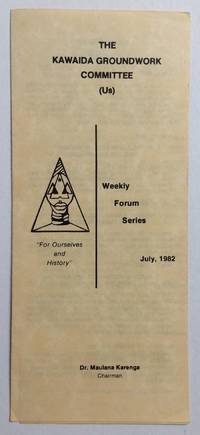 THE
KAWAIDA GROUNDWORK
COMMITTEE
(Us)
Weekly
Forum
Series
"For Ourselves
and
History"
July, 1982
Dr. Maulana Karenga
Chairman